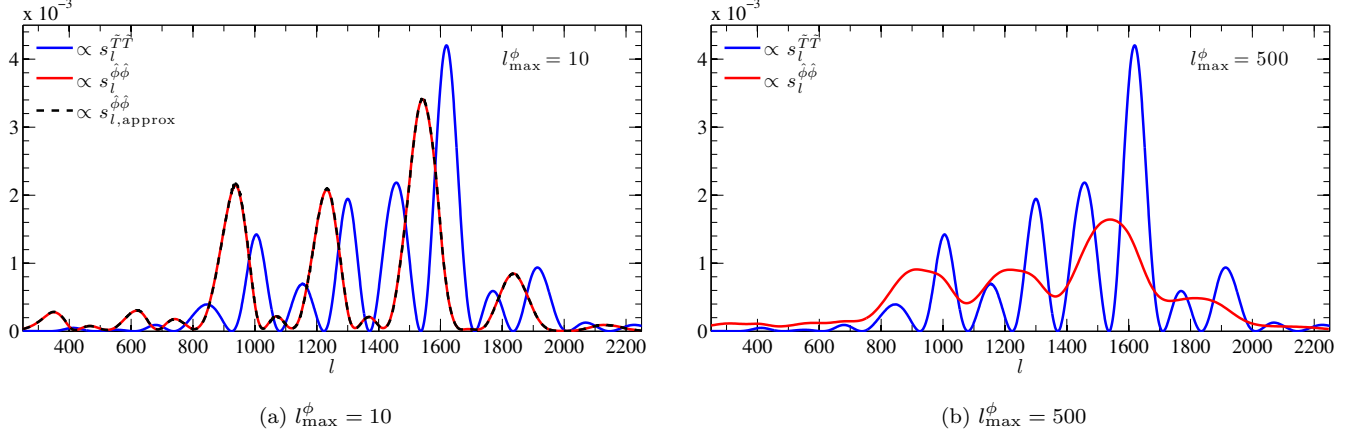 x 10⁻³
4
3
2
1
0
∝ s_l^{T̃T̃}
∝ s_l^{ϕ̂ϕ̂}
∝ s_{l,approx}^{ϕ̂ϕ̂}
l_max^ϕ = 10
400 600 800 1000 1200 1400 1600 1800 2000 2200
l
(a) l_max^ϕ = 10
x 10⁻³
4
3
2
1
0
∝ s_l^{T̃T̃}
∝ s_l^{ϕ̂ϕ̂}
l_max^ϕ = 500
400 600 800 1000 1200 1400 1600 1800 2000 2200
l
(b) l_max^ϕ = 500